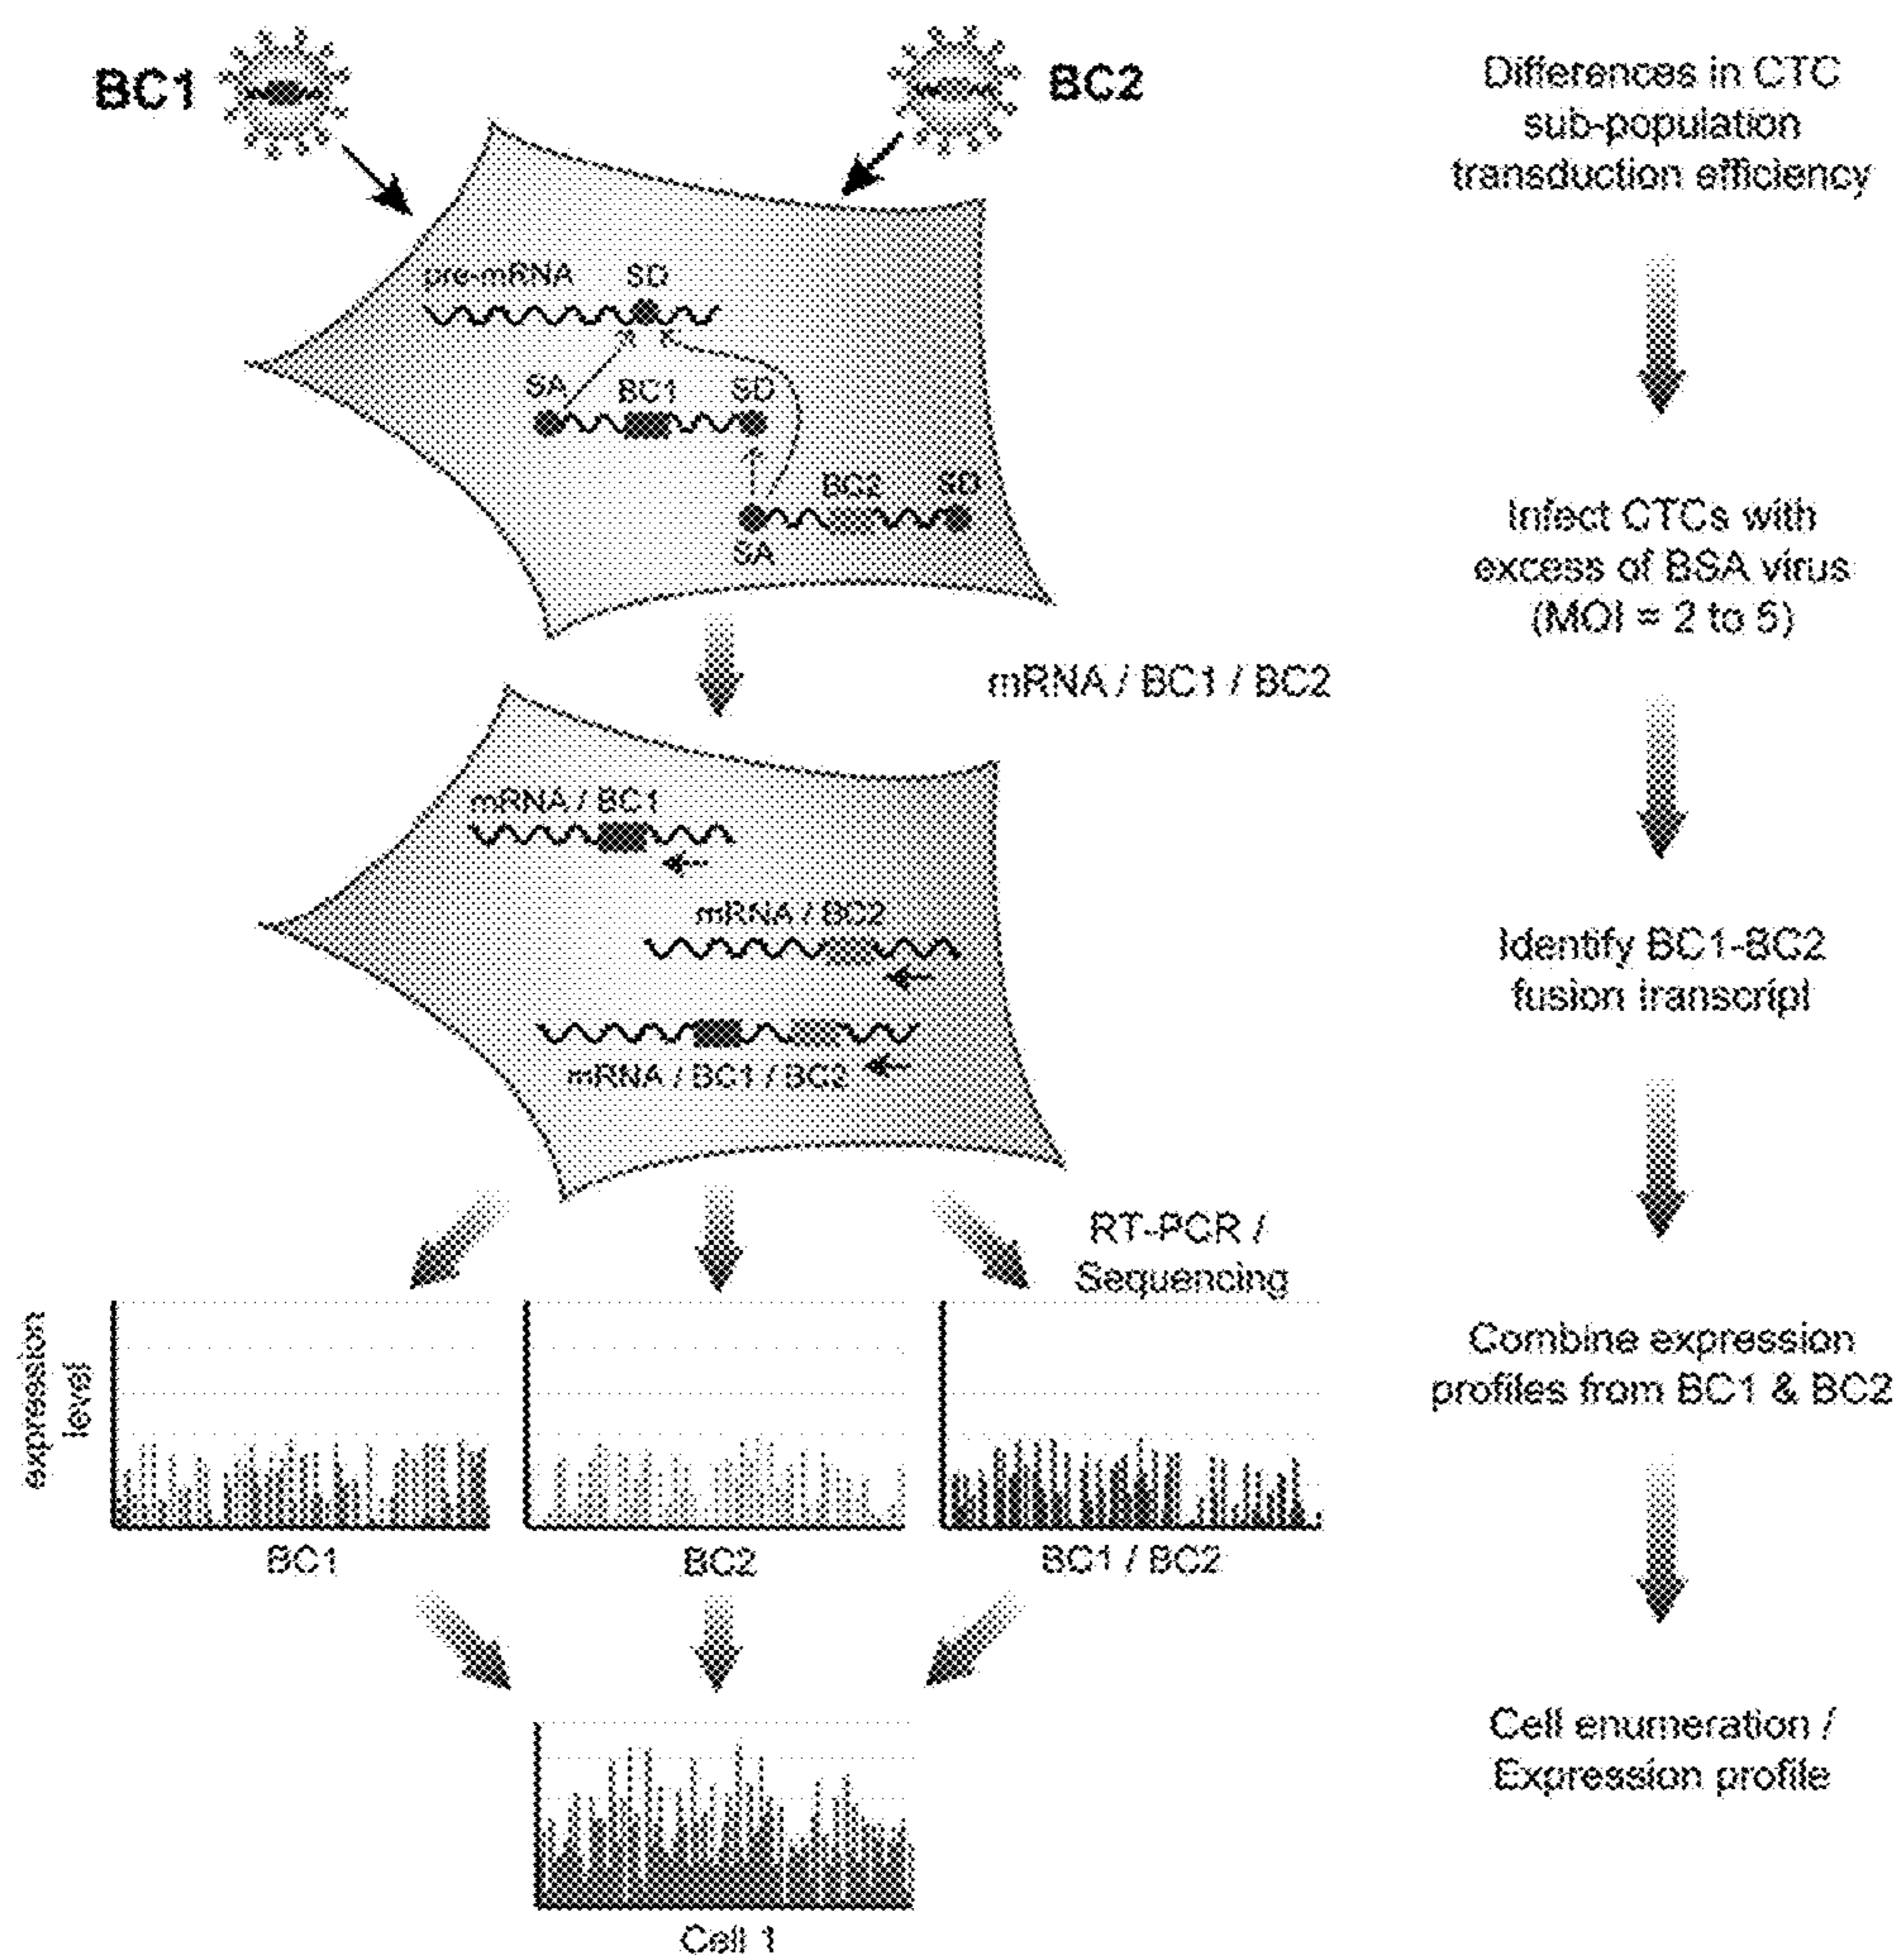 BC1
BC2
pre-mRNA
SD
SA
BC1
SD
BC2
SD
SA
mRNA / BC1 / BC2
mRNA / BC1
mRNA / BC2
mRNA / BC1 / BC2
RT-PCR /
Sequencing
expression
level
BC1
BC2
BC1 / BC2
Cell 1
Differences in CTC
sub-population
transduction efficiency
Infect CTCs with
excess of BSA virus
(MOI = 2 to 5)
Identify BC1-BC2
fusion transcript
Combine expression
profiles from BC1 & BC2
Cell enumeration /
Expression profile